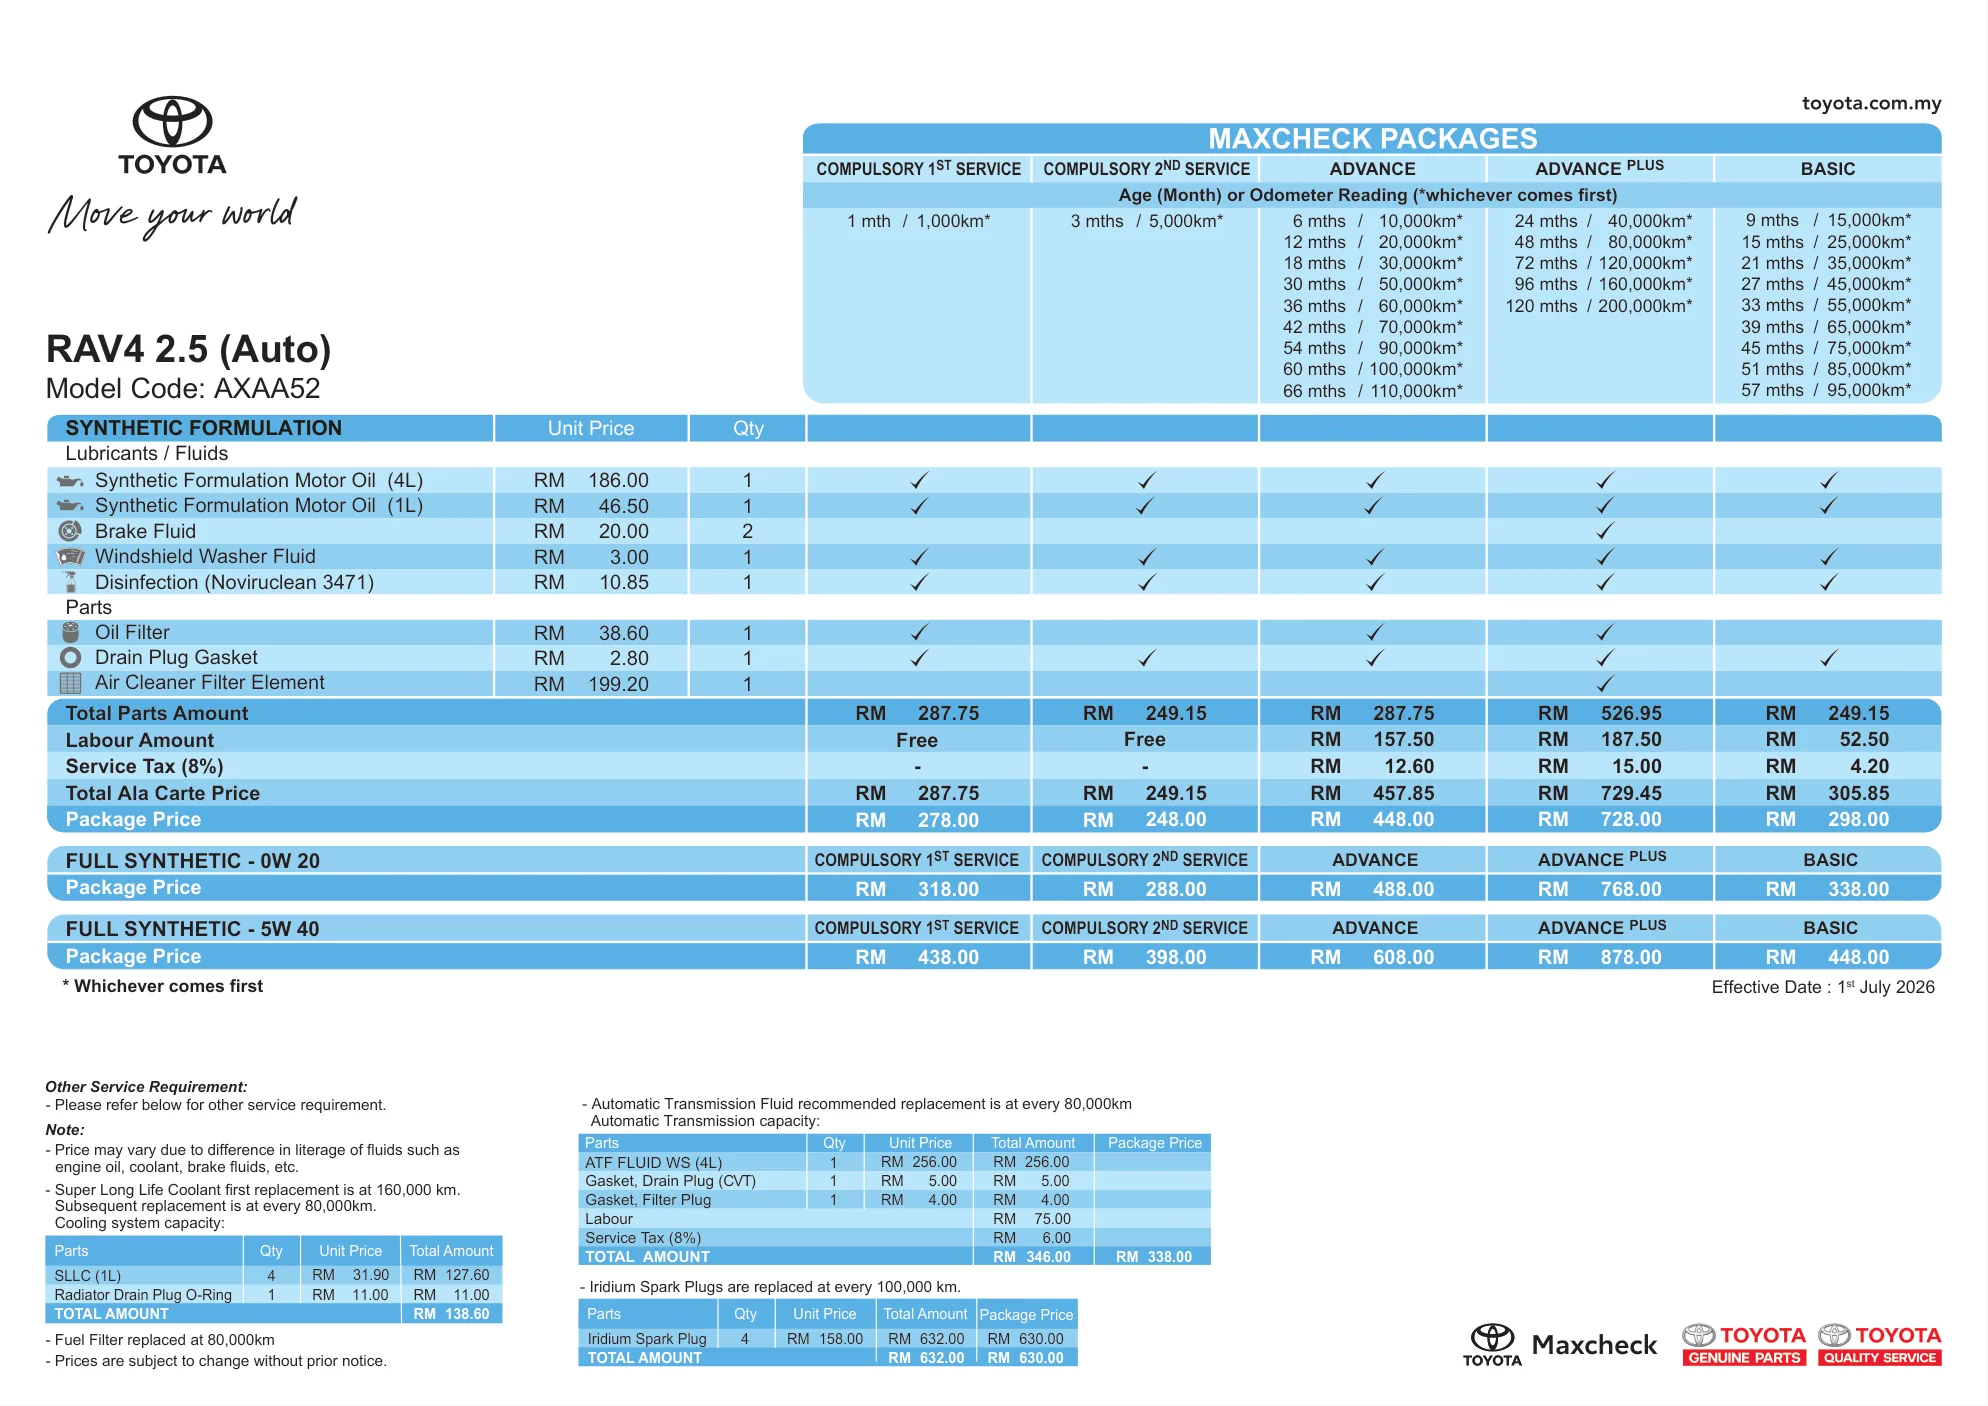 toyota.com.my
TOYOTA
Move your world
RAV4 2.5 (Auto)
Model Code: AXAA52
MAXCHECK PACKAGES
COMPULSORY 1ST SERVICE COMPULSORY 2ND SERVICE ADVANCE ADVANCE PLUS BASIC
Age (Month) or Odometer Reading (*whichever comes first)
1 mth / 1,000km* 3 mths / 5,000km* 6 mths / 10,000km* 24 mths / 40,000km* 9 mths / 15,000km*
12 mths / 20,000km* 48 mths / 80,000km* 15 mths / 25,000km*
18 mths / 30,000km* 72 mths / 120,000km* 21 mths / 35,000km*
30 mths / 50,000km* 96 mths / 160,000km* 27 mths / 45,000km*
36 mths / 60,000km* 120 mths / 200,000km* 33 mths / 55,000km*
42 mths / 70,000km* 39 mths / 65,000km*
54 mths / 90,000km* 45 mths / 75,000km*
60 mths / 100,000km* 51 mths / 85,000km*
66 mths / 110,000km* 57 mths / 95,000km*
SYNTHETIC FORMULATION Unit Price Qty
Lubricants / Fluids
Synthetic Formulation Motor Oil (4L) RM 186.00 1 ✓ ✓ ✓ ✓ ✓
Synthetic Formulation Motor Oil (1L) RM 46.50 1 ✓ ✓ ✓ ✓ ✓
Brake Fluid RM 20.00 2 ✓
Windshield Washer Fluid RM 3.00 1 ✓ ✓ ✓ ✓ ✓
Disinfection (Noviruclean 3471) RM 10.85 1 ✓ ✓ ✓ ✓ ✓
Parts
Oil Filter RM 38.60 1 ✓ ✓ ✓
Drain Plug Gasket RM 2.80 1 ✓ ✓ ✓ ✓ ✓
Air Cleaner Filter Element RM 199.20 1 ✓
Total Parts Amount RM 287.75 RM 249.15 RM 287.75 RM 526.95 RM 249.15
Labour Amount Free Free RM 157.50 RM 187.50 RM 52.50
Service Tax (8%) - - RM 12.60 RM 15.00 RM 4.20
Total Ala Carte Price RM 287.75 RM 249.15 RM 457.85 RM 729.45 RM 305.85
Package Price RM 278.00 RM 248.00 RM 448.00 RM 728.00 RM 298.00
FULL SYNTHETIC - 0W 20 COMPULSORY 1ST SERVICE COMPULSORY 2ND SERVICE ADVANCE ADVANCE PLUS BASIC
Package Price RM 318.00 RM 288.00 RM 488.00 RM 768.00 RM 338.00
FULL SYNTHETIC - 5W 40 COMPULSORY 1ST SERVICE COMPULSORY 2ND SERVICE ADVANCE ADVANCE PLUS BASIC
Package Price RM 438.00 RM 398.00 RM 608.00 RM 878.00 RM 448.00
* Whichever comes first
Effective Date : 1st July 2026
Other Service Requirement:
- Please refer below for other service requirement.
Note:
- Price may vary due to difference in literage of fluids such as
engine oil, coolant, brake fluids, etc.
- Super Long Life Coolant first replacement is at 160,000 km.
Subsequent replacement is at every 80,000km.
Cooling system capacity:
Parts Qty Unit Price Total Amount
SLLC (1L) 4 RM 31.90 RM 127.60
Radiator Drain Plug O-Ring 1 RM 11.00 RM 11.00
TOTAL AMOUNT RM 138.60
- Fuel Filter replaced at 80,000km
- Prices are subject to change without prior notice.
- Automatic Transmission Fluid recommended replacement is at every 80,000km
Automatic Transmission capacity:
Parts Qty Unit Price Total Amount Package Price
ATF FLUID WS (4L) 1 RM 256.00 RM 256.00
Gasket, Drain Plug (CVT) 1 RM 5.00 RM 5.00
Gasket, Filter Plug 1 RM 4.00 RM 4.00
Labour RM 75.00
Service Tax (8%) RM 6.00
TOTAL AMOUNT RM 346.00 RM 338.00
- Iridium Spark Plugs are replaced at every 100,000 km.
Parts Qty Unit Price Total Amount Package Price
Iridium Spark Plug 4 RM 158.00 RM 632.00 RM 630.00
TOTAL AMOUNT RM 632.00 RM 630.00
TOYOTA Maxcheck
TOYOTA GENUINE PARTS
TOYOTA QUALITY SERVICE